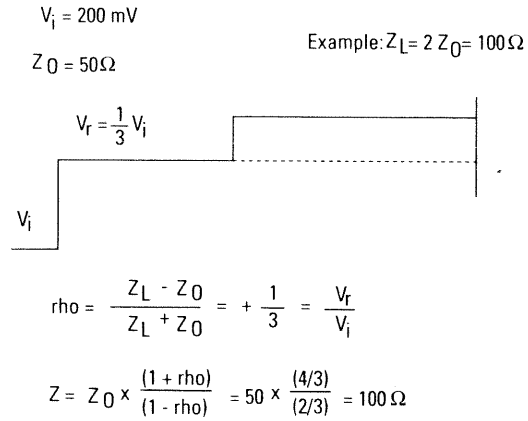 V_i = 200 mV
Example: Z_L = 2 Z_0 = 100Ω
Z_0 = 50Ω
V_r = 1/3 V_i
V_i
rho = (Z_L - Z_0)/(Z_L + Z_0) = + 1/3 = V_r/V_i
Z = Z_0 x (1 + rho)/(1 - rho) = 50 x (4/3)/(2/3) = 100 Ω